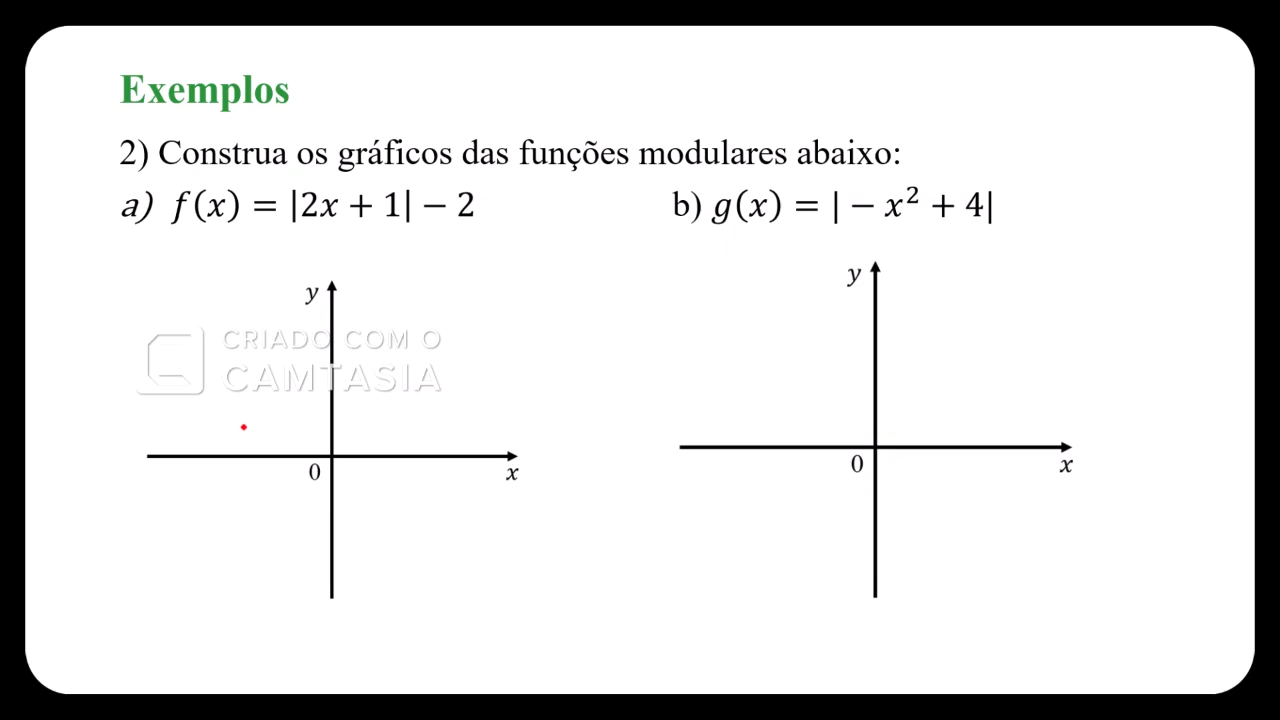 Exemplos
2) Construa os gráficos das funções modulares abaixo:
a) f(x) = |2x + 1| − 2
b) g(x) = | − x² + 4|
y
CRIADO COM O
CAMTASIA
0
x
y
0
x